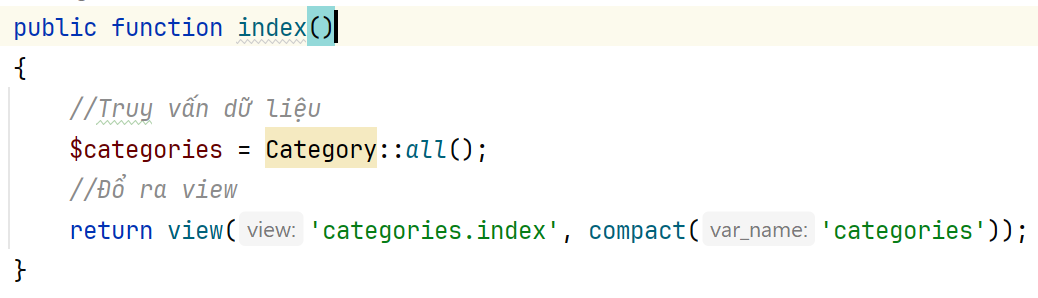 public function index()
{
//Truy vấn dữ liệu
$categories = Category::all();
//Đổ ra view
return view( view: 'categories.index', compact( var_name: 'categories'));
}